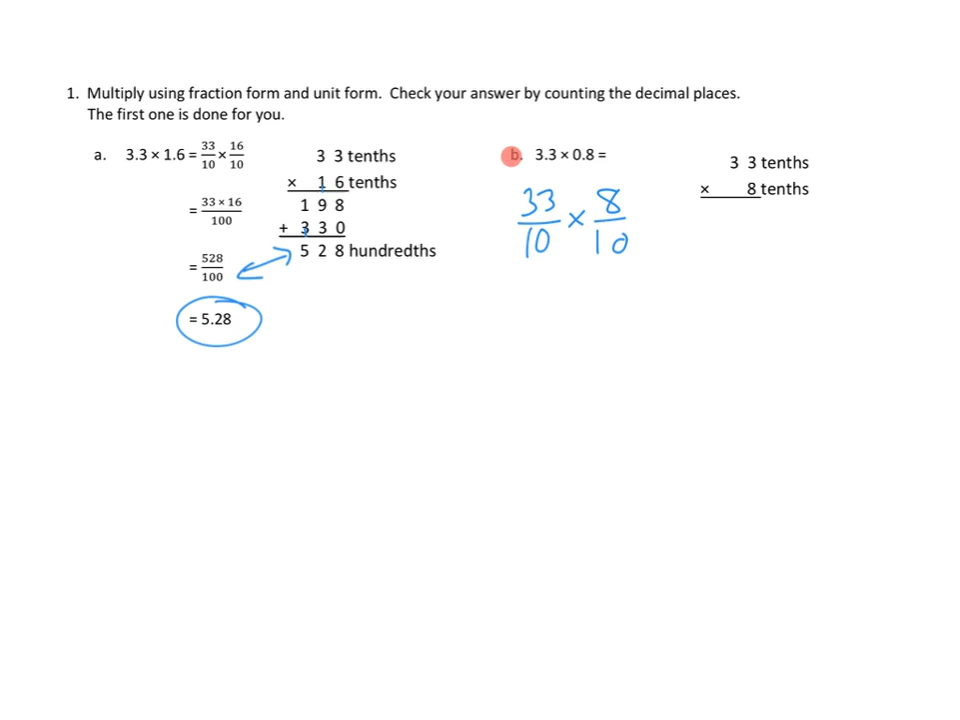 1. Multiply using fraction form and unit form. Check your answer by counting the decimal places.
The first one is done for you.
a. 3.3 × 1.6 = 33/10 × 16/10
= 33 × 16/100
= 528/100
= 5.28
3 3 tenths
× 1 6 tenths
1 9 8
+ 3 3 0
5 2 8 hundredths
b. 3.3 × 0.8 =
33/10 × 8/10
3 3 tenths
× 8 tenths